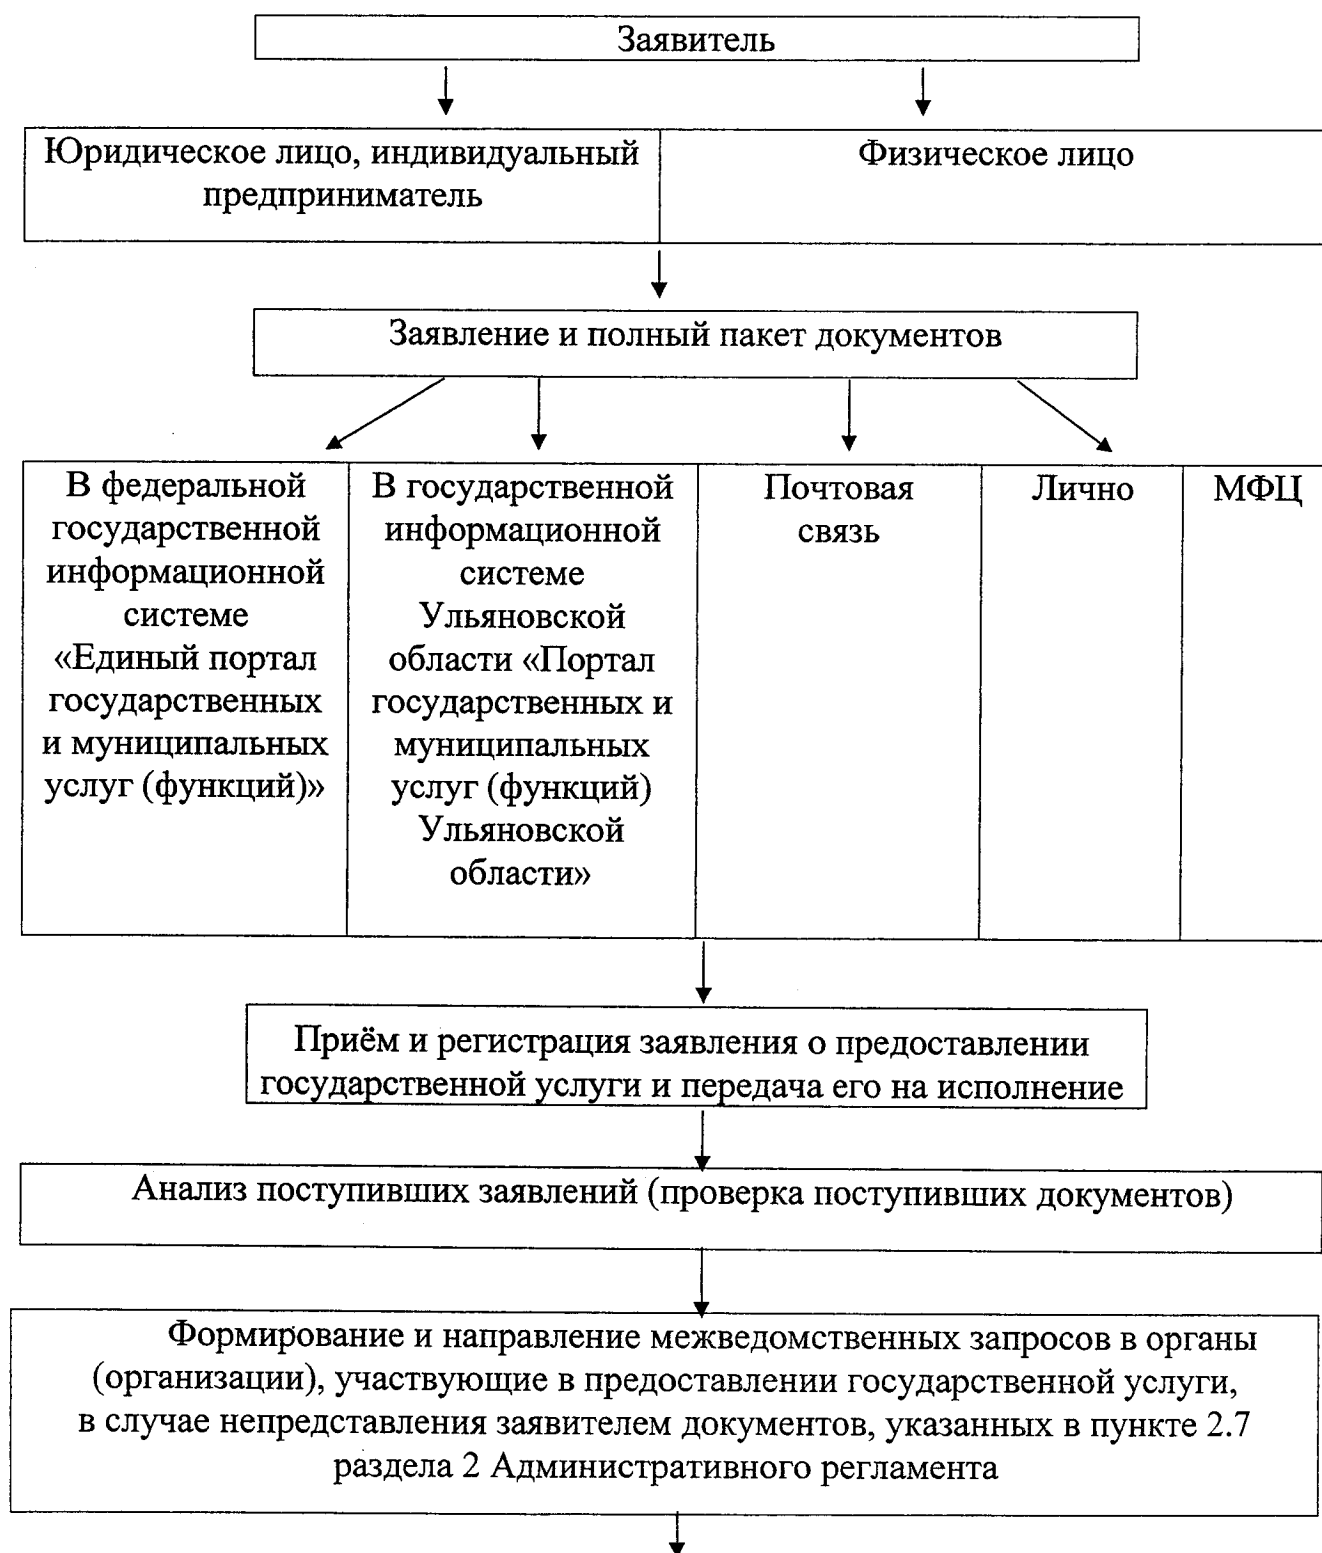 Заявитель
Юридическое лицо, индивидуальный
предприниматель
Физическое лицо
Заявление и полный пакет документов
В федеральной
государственной
информационной
системе
«Единый портал
государственных
и муниципальных
услуг (функций)»
В государственной
информационной
системе
Ульяновской
области «Портал
государственных и
муниципальных
услуг (функций)
Ульяновской
области»
Почтовая
связь
Лично
МФЦ
Приём и регистрация заявления о предоставлении
государственной услуги и передача его на исполнение
Анализ поступивших заявлений (проверка поступивших документов)
Формирование и направление межведомственных запросов в органы
(организации), участвующие в предоставлении государственной услуги,
в случае непредставления заявителем документов, указанных в пункте 2.7
раздела 2 Административного регламента